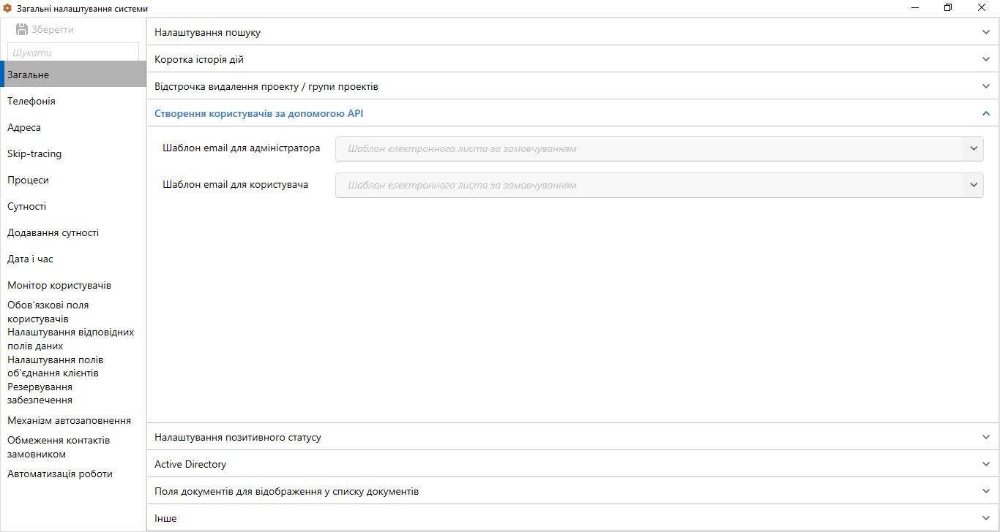 Загальні налаштування системи
Зберегти
Шукати
Загальне
Телефонія
Адреса
Skip-tracing
Процеси
Сутності
Додавання сутності
Дата і час
Монітор користувачів
Обов'язкові поля
користувачів
Налаштування відповідних
полів даних
Налаштування полів
об'єднання клієнтів
Резервування
забезпечення
Механізм автозаповнення
Обмеження контактів
замовником
Автоматизація роботи
Налаштування пошуку
Коротка історія дій
Відстрочка видалення проекту / групи проектів
Створення користувачів за допомогою API
Шаблон email для адміністратора
Шаблон електронного листа за замовчуванням
Шаблон email для користувача
Шаблон електронного листа за замовчуванням
Налаштування позитивного статусу
Active Directory
Поля документів для відображення у списку документів
Інше